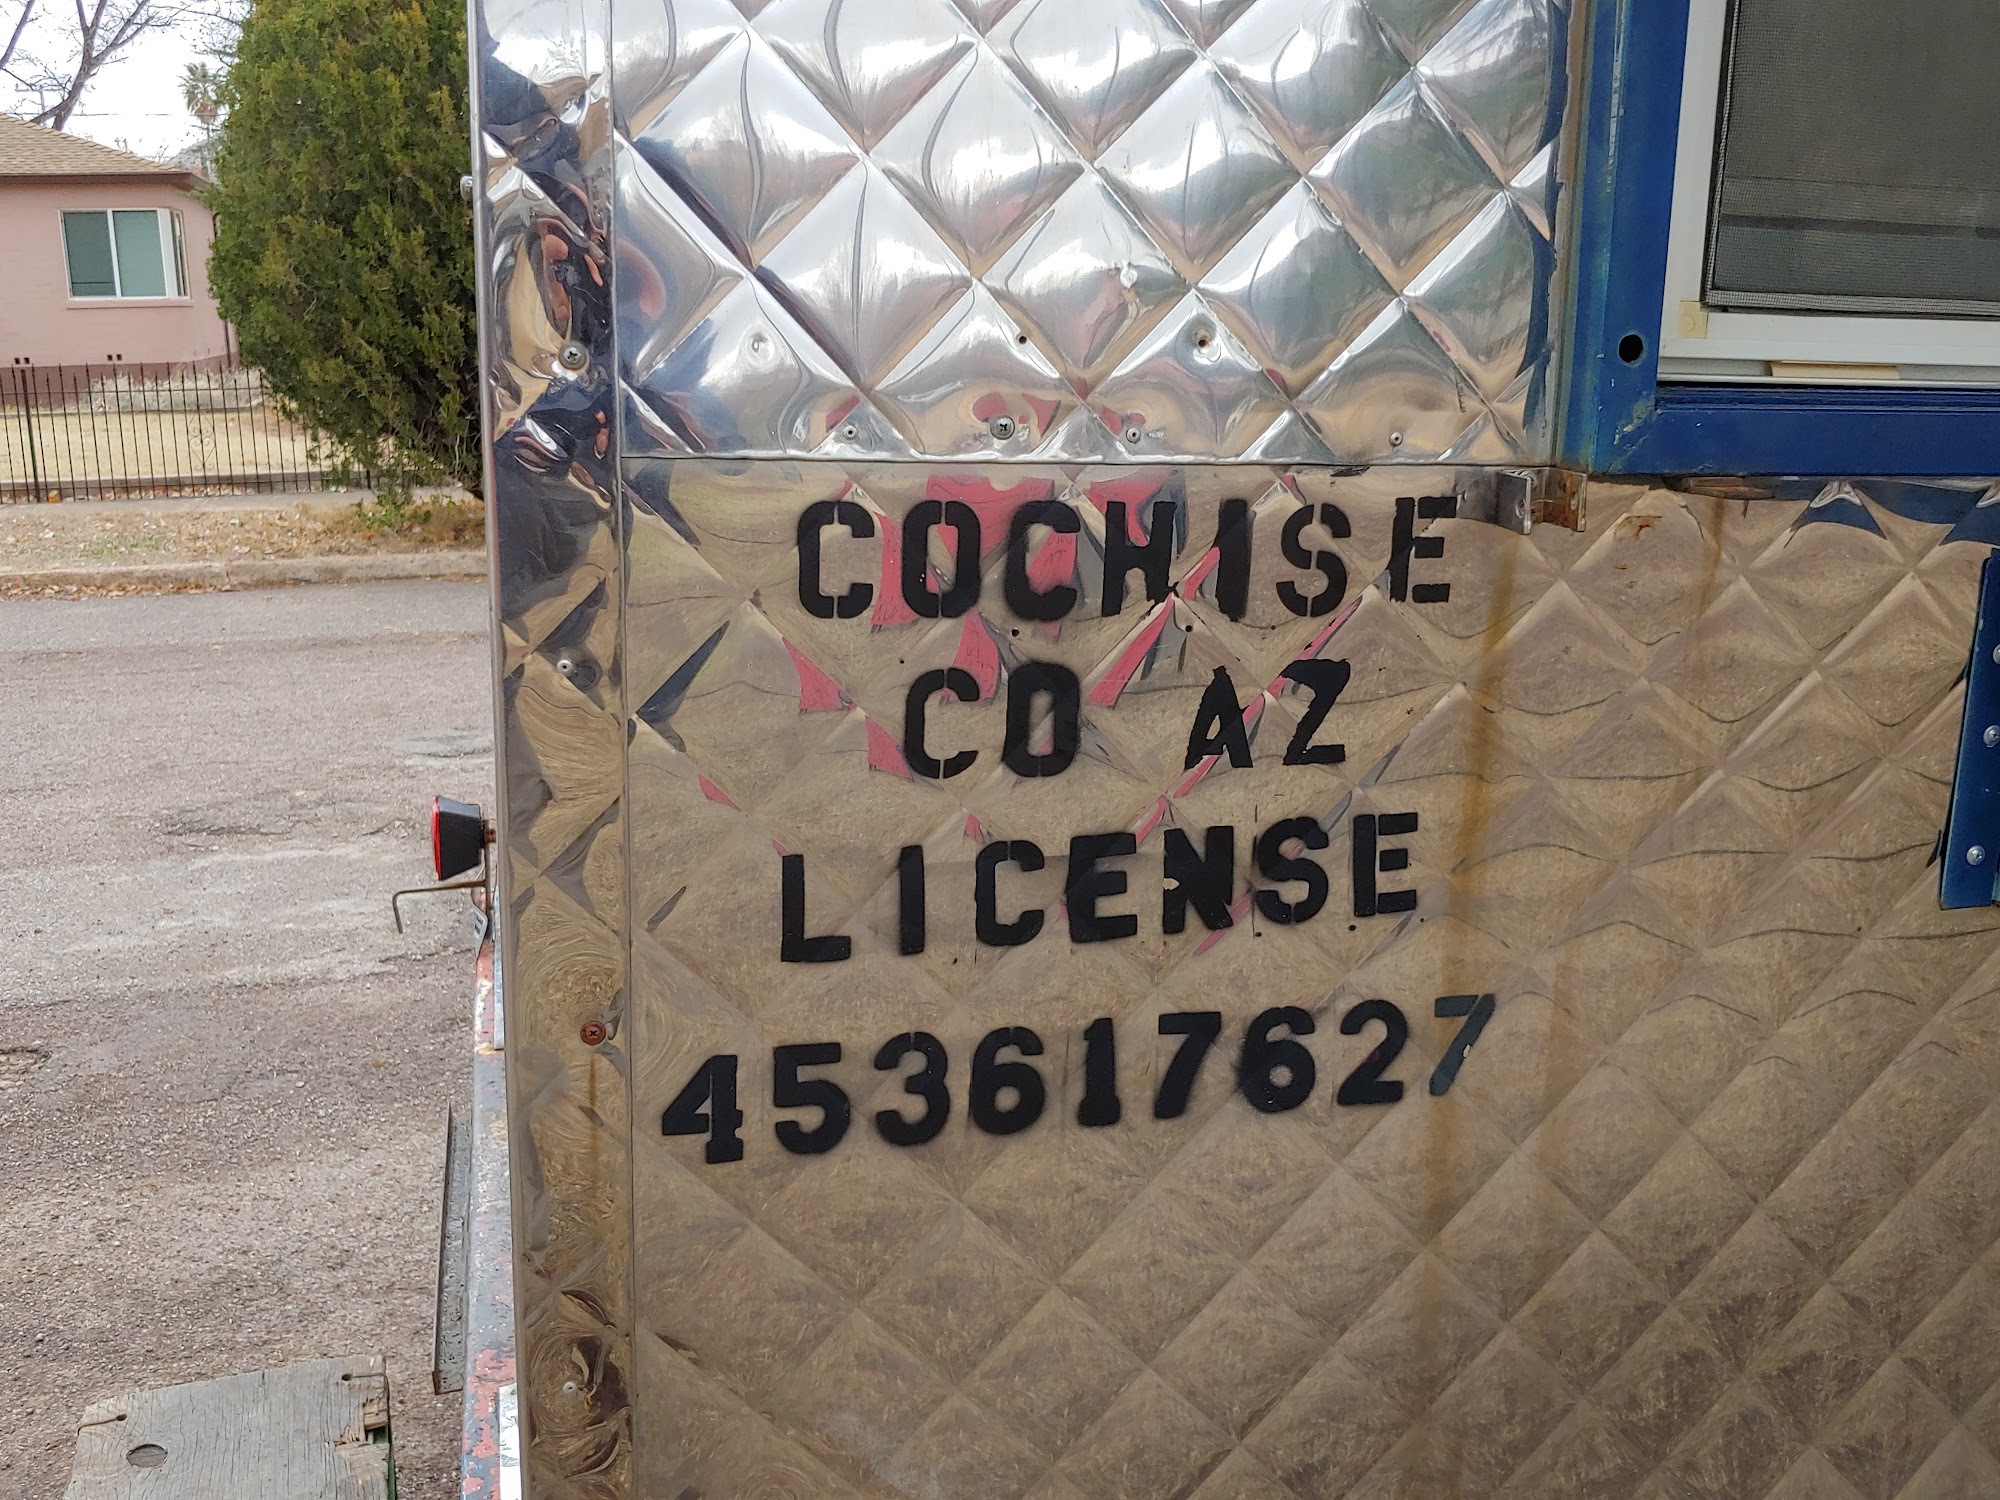 COCHISE
CO AZ
LICENSE
453617627